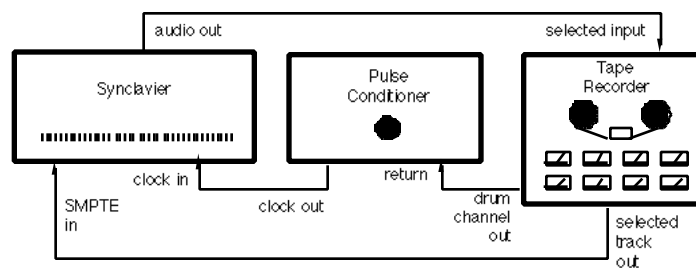 audio out
selected input
Synclavier
Pulse
Conditioner
Tape
Recorder
clock in
return
SMPTE
in
clock out
drum
channel
out
selected
track
out